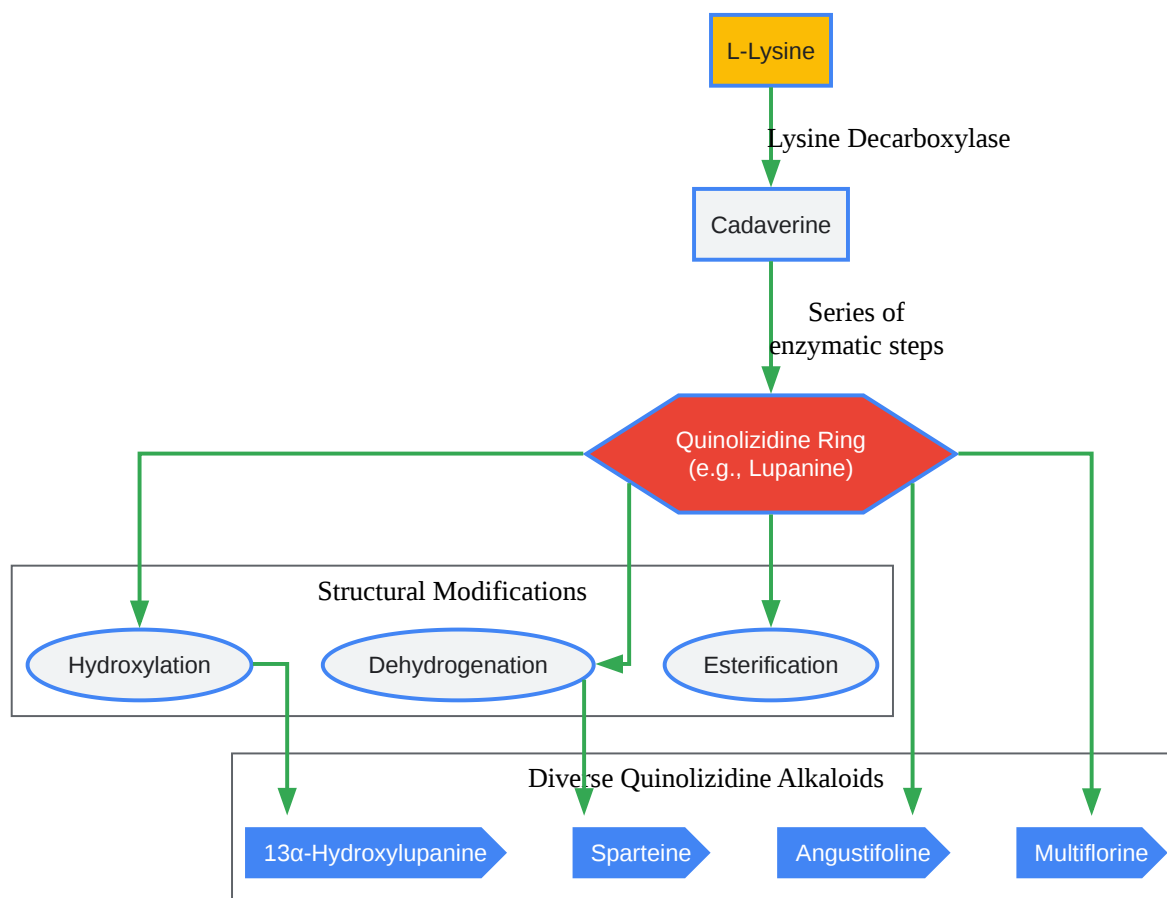 L-Lysine
Lysine Decarboxylase
Cadaverine
Series of
enzymatic steps
Quinolizidine Ring
(e.g., Lupanine)
Structural Modifications
Hydroxylation
Dehydrogenation
Esterification
Diverse Quinolizidine Alkaloids
13α-Hydroxylupanine
Sparteine
Angustifoline
Multiflorine